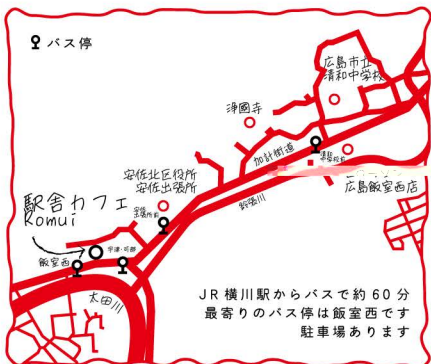 バス停
広島市立
清和中学校
浄國寺
加計街道
安佐北区役所
安佐出張所
広島飯室西店
鈴張川
駅舎カフェ
Romui
飯室西
太田川
JR横川駅からバスで約60分
最寄りのバス停は飯室西です
駐車場あります